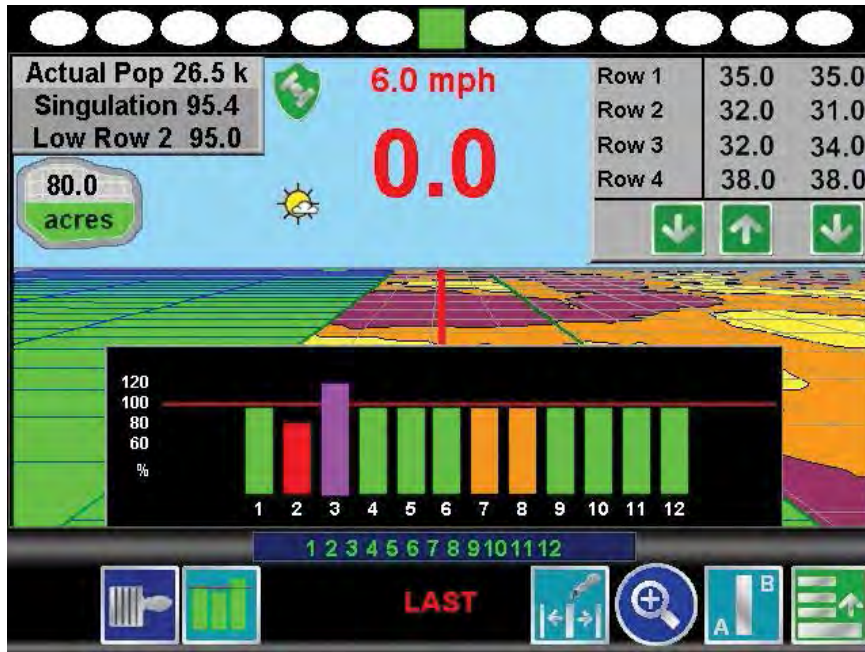 Actual Pop 26.5 k
Singulation 95.4
Low Row 2 95.0
80.0
acres
6.0 mph
0.0
Row 1 35.0 35.0
Row 2 32.0 31.0
Row 3 32.0 34.0
Row 4 38.0 38.0
120
100
80
60
%
1 2 3 4 5 6 7 8 9 10 11 12
1 2 3 4 5 6 7 8 9 10 11 12
LAST
A B